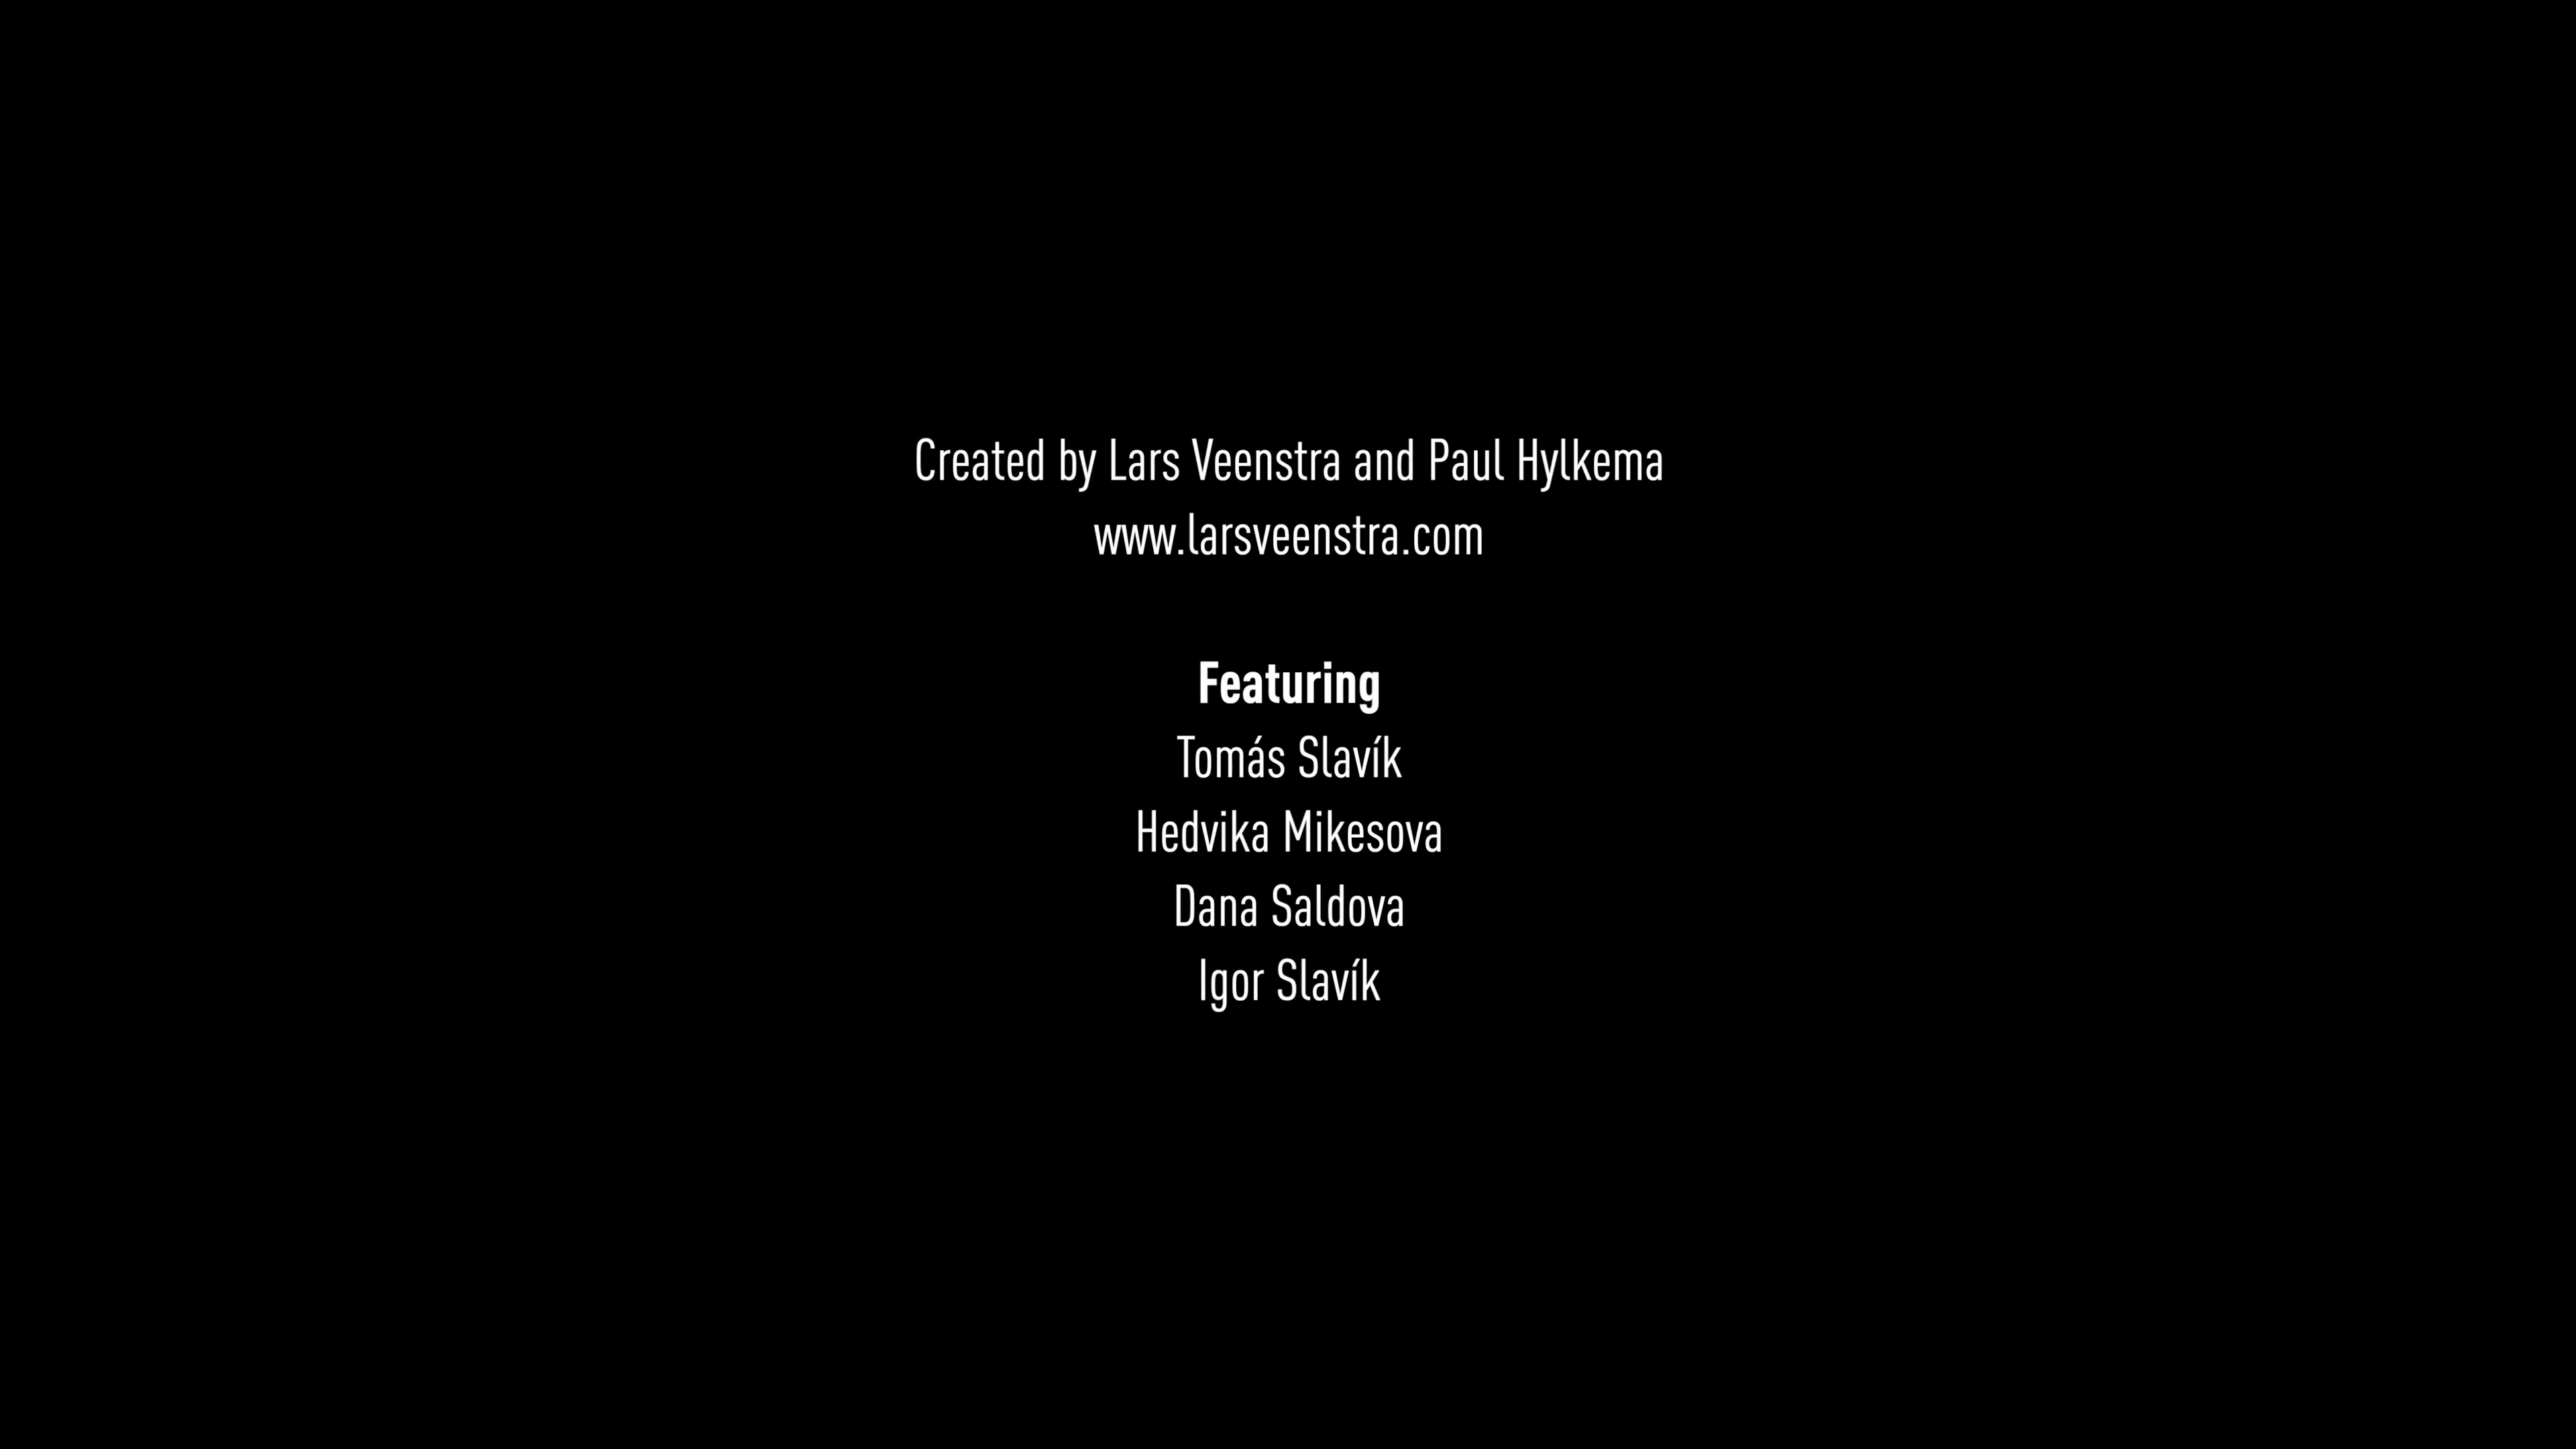 Created by Lars Veenstra and Paul Hylkema
www.larsveenstra.com
Featuring
Tomás Slavík
Hedvika Mikesova
Dana Saldova
Igor Slavík